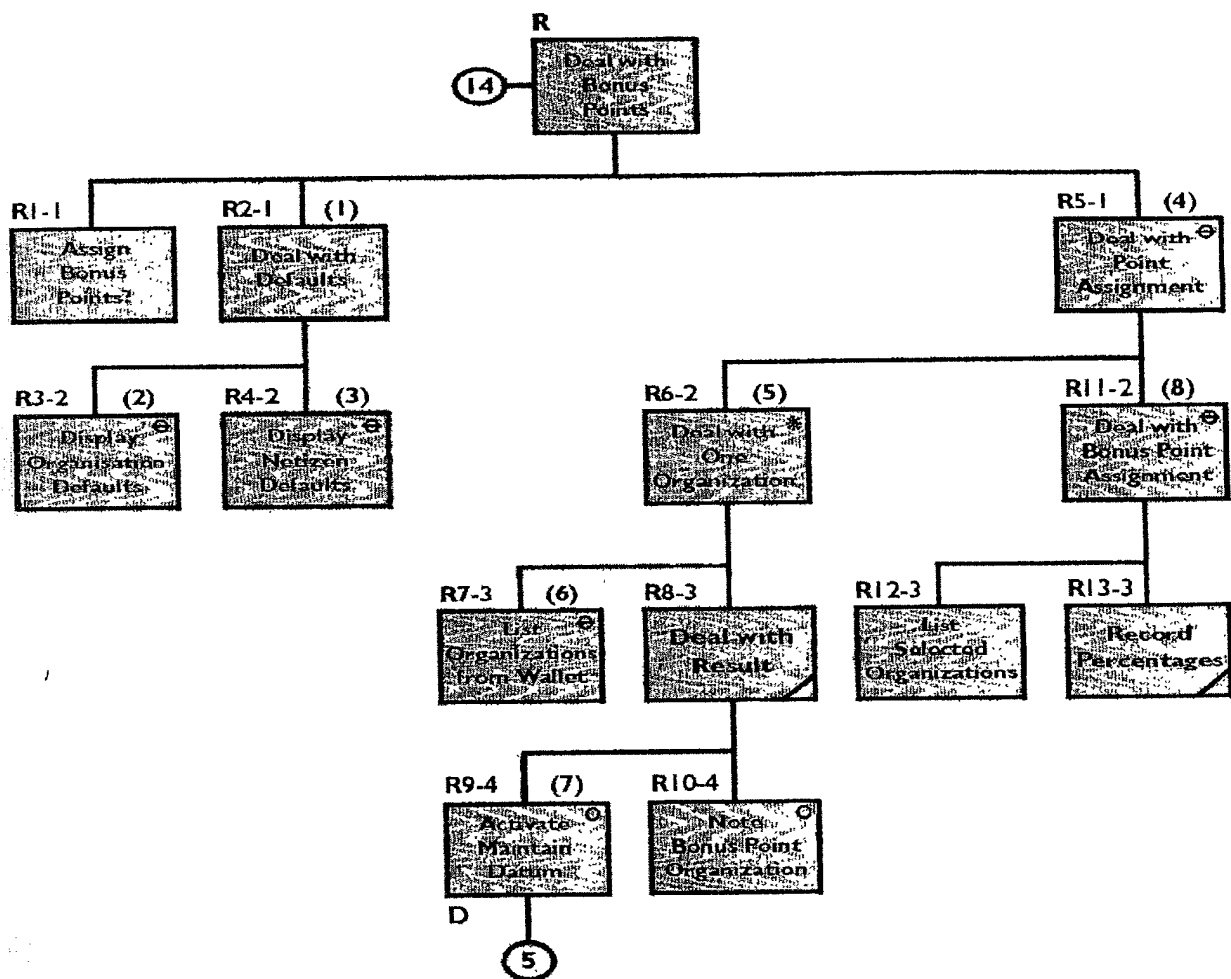 R
14
Deal with
Bonus
Points
R1-1
Assign
Bonus
Points?
R2-1 (1)
Deal with
Defaults
R5-1 (4)
Deal with
Point
Assignment
R3-2 (2)
Display
Organisation
Defaults
R4-2 (3)
Display
Netizen
Defaults
R6-2 (5)
*
Deal with
One
Organization
R11-2 (8)
Deal with
Bonus Point
Assignment
R7-3 (6)
List
Organizations
from Wallet
R8-3
Deal with
Result
R12-3
List
Selected
Organizations
R13-3
Record
Percentages
R9-4 (7)
Activate
Maintain
Datum
R10-4
Note
Bonus Point
Organization
D
5